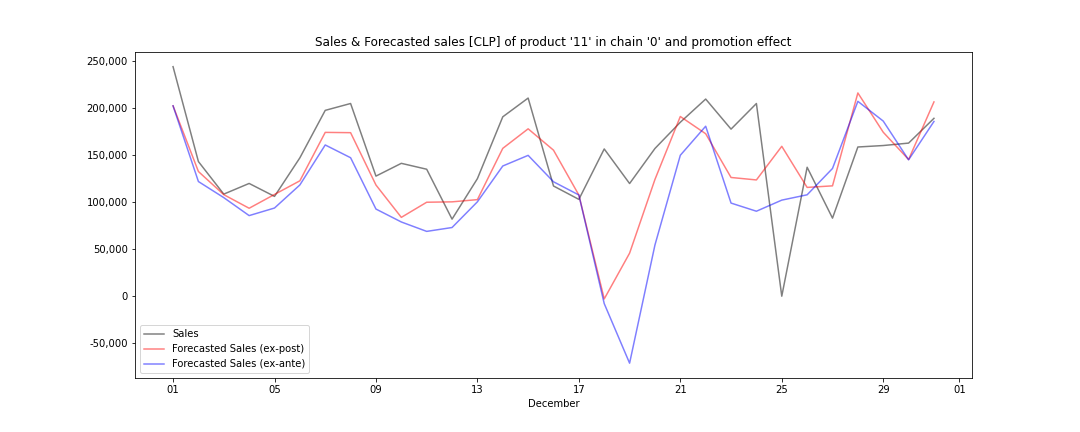 Sales & Forecasted sales [CLP] of product '11' in chain '0' and promotion effect
250,000
200,000
150,000
100,000
50,000
0
-50,000
Sales
Forecasted Sales (ex-post)
Forecasted Sales (ex-ante)
01 05 09 13 17 21 25 29 01
December